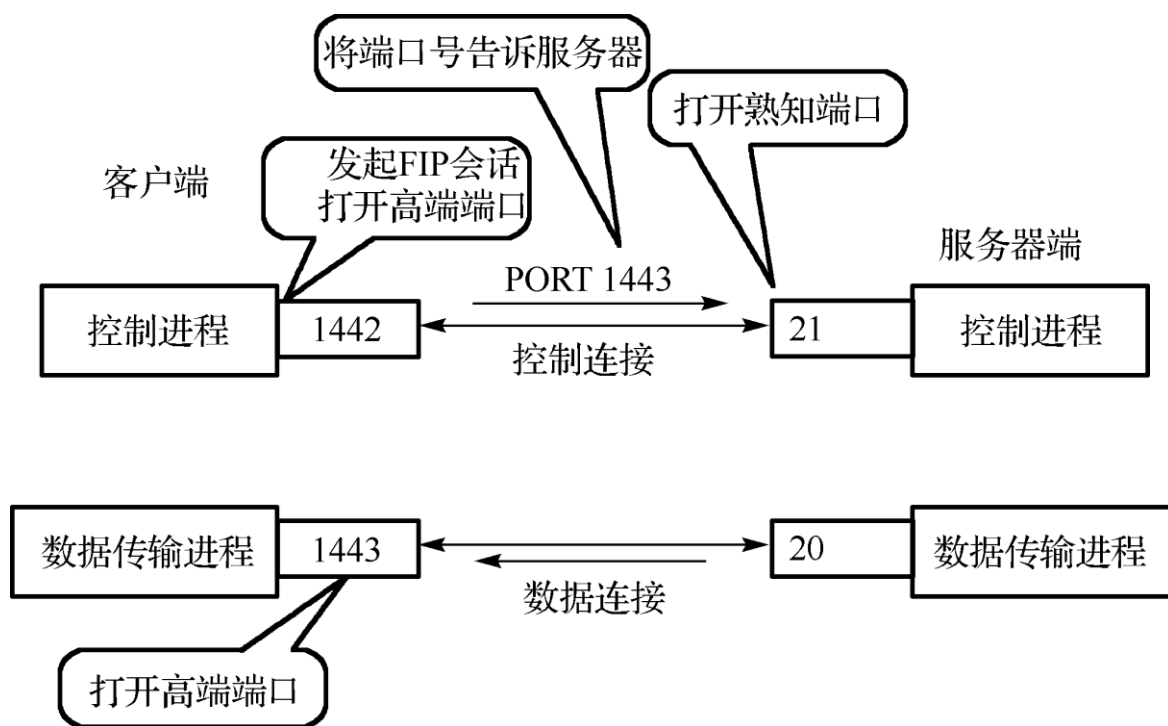 将端口号告诉服务器
打开熟知端口
客户端
发起FIP会话
打开高端端口
服务器端
PORT 1443
控制进程
1442
21
控制进程
控制连接
数据传输进程
1443
20
数据传输进程
数据连接
打开高端端口